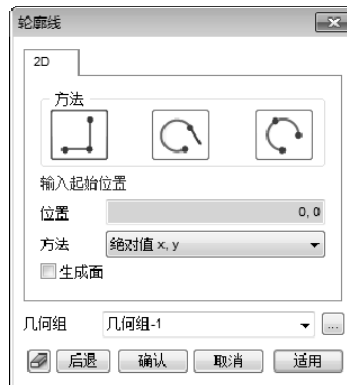 轮廓线
2D
方法
输入起始位置
位置 0, 0
方法 绝对值 x, y
生成面
几何组 几何组-1 ...
后退 确认 取消 适用